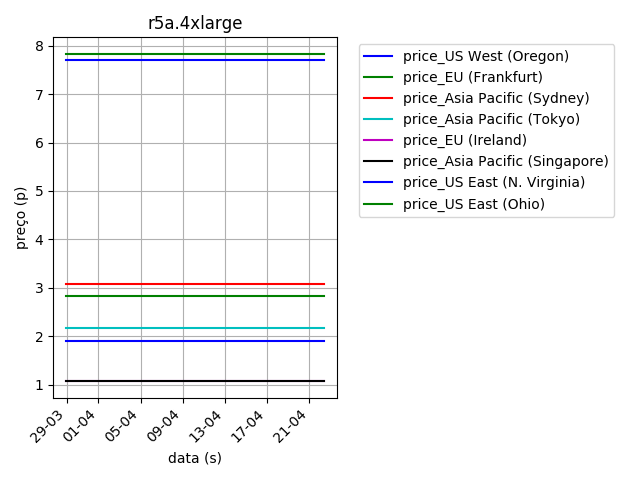 r5a.4xlarge
8
7
6
5
4
3
2
1
preço (p)
29-03
01-04
05-04
09-04
13-04
17-04
21-04
data (s)
price_US West (Oregon)
price_EU (Frankfurt)
price_Asia Pacific (Sydney)
price_Asia Pacific (Tokyo)
price_EU (Ireland)
price_Asia Pacific (Singapore)
price_US East (N. Virginia)
price_US East (Ohio)